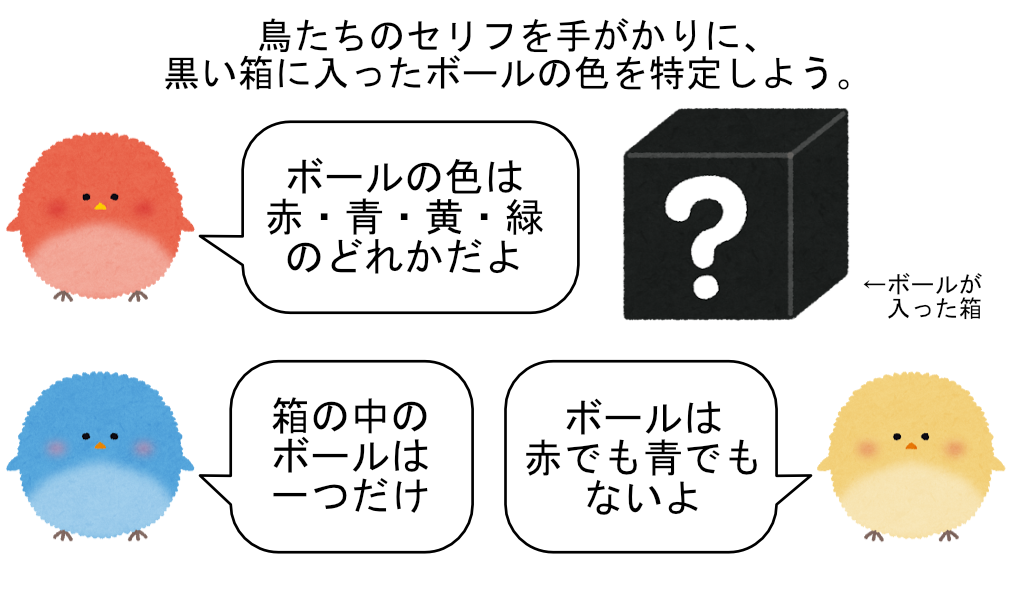 鳥たちのセリフを手がかりに、
黒い箱に入ったボールの色を特定しよう。
ボールの色は
赤・青・黄・緑
のどれかだよ
?
←ボールが
入った箱
箱の中の
ボールは
一つだけ
ボールは
赤でも青でも
ないよ